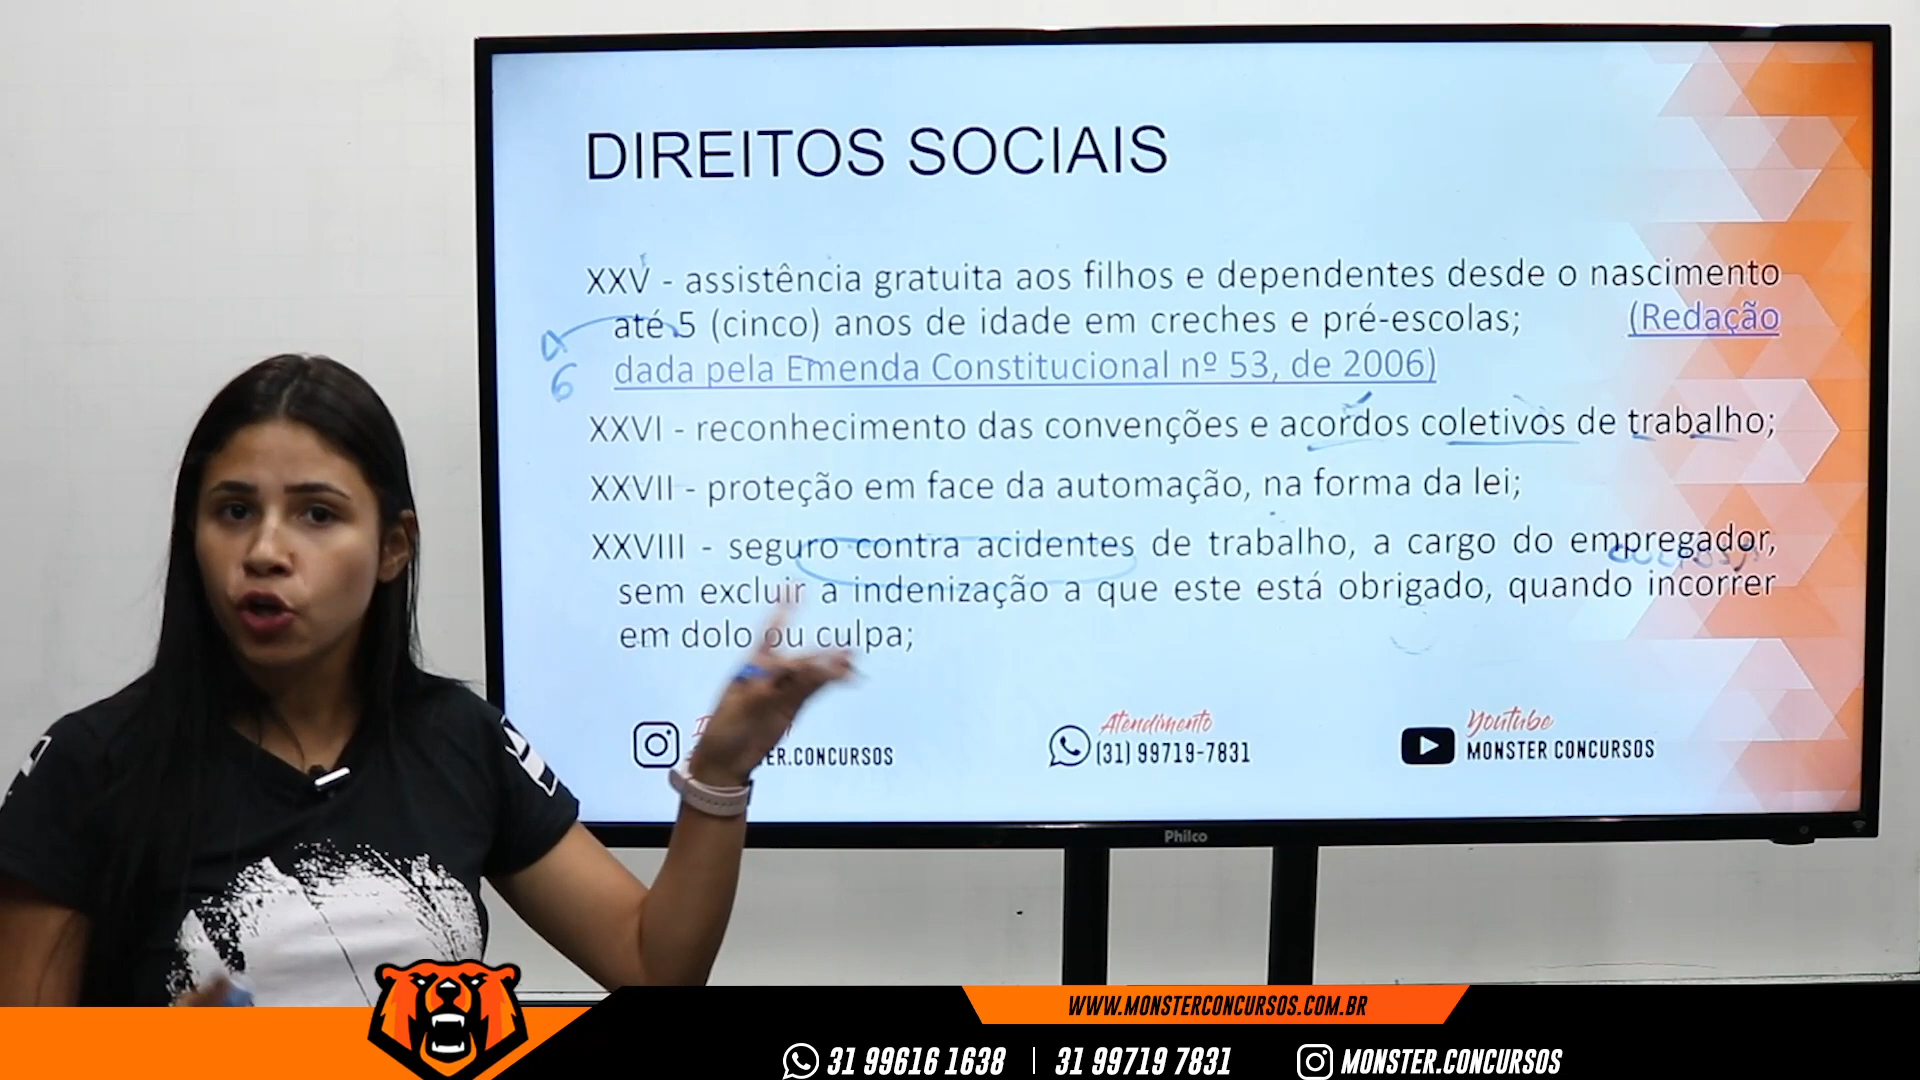 DIREITOS SOCIAIS
XXV - assistência gratuita aos filhos e dependentes desde o nascimento
até 5 (cinco) anos de idade em creches e pré-escolas; (Redação
dada pela Emenda Constitucional nº 53, de 2006)
6
XXVI - reconhecimento das convenções e acordos coletivos de trabalho;
XXVII - proteção em face da automação, na forma da lei;
XXVIII - seguro contra acidentes de trabalho, a cargo do empregador,
sem excluir a indenização a que este está obrigado, quando incorrer
em dolo ou culpa;
Atendimento
Youtube
ER.CONCURSOS
(31) 99719-7831
MONSTER CONCURSOS
Philco
WWW.MONSTERCONCURSOS.COM.BR
31 99616 1638 | 31 99719 7831 MONSTER.CONCURSOS